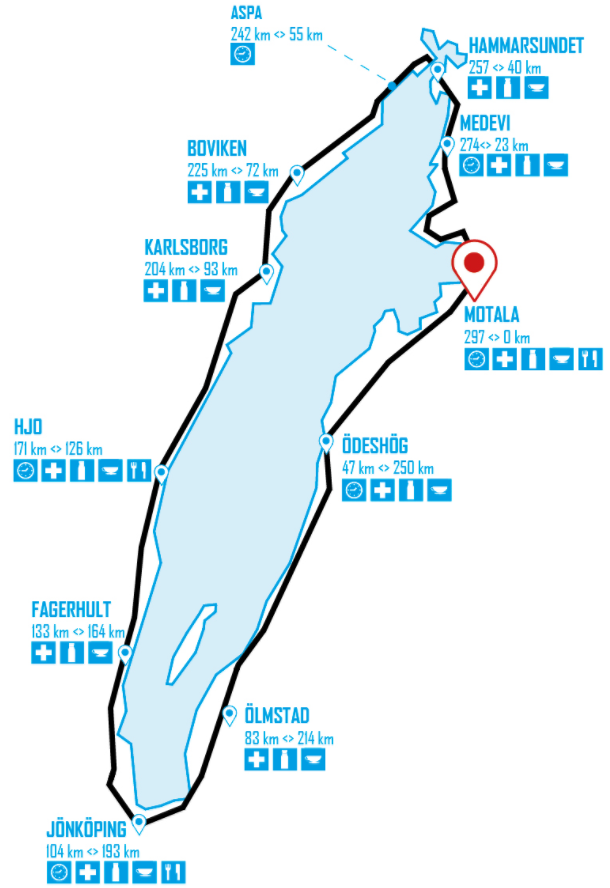 ASPA
242 km <> 55 km
HAMMARSUNDET
257 <> 40 km
MEDEVI
274<> 23 km
BOVIKEN
225 km <> 72 km
KARLSBORG
204 km <> 93 km
MOTALA
297 <> 0 km
HJO
171 km <> 126 km
ÖDESHÖG
47 km <> 250 km
FAGERHULT
133 km <> 164 km
ÖLMSTAD
83 km <> 214 km
JÖNKÖPING
104 km <> 193 km